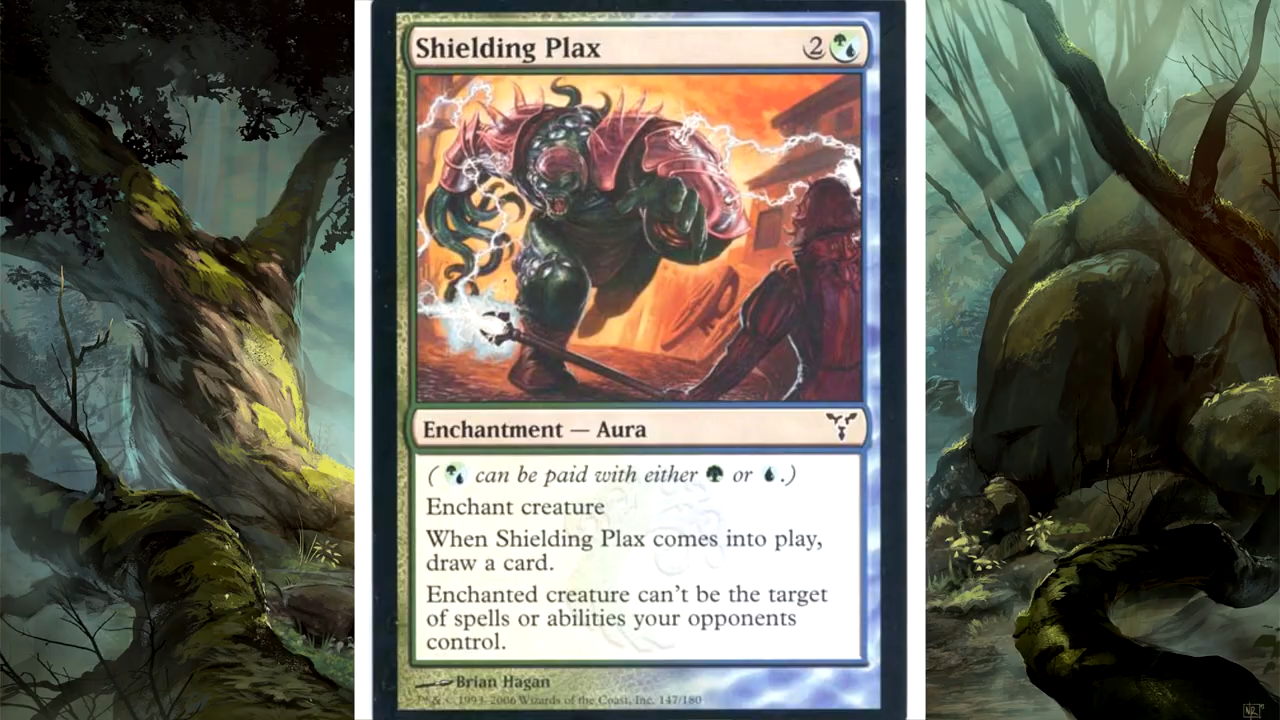 Shielding Plax 2
Enchantment — Aura
( can be paid with either or .)
Enchant creature
When Shielding Plax comes into play,
draw a card.
Enchanted creature can't be the target
of spells or abilities your opponents
control.
Brian Hagan
™ & © 1993-2006 Wizards of the Coast, Inc. 147/180